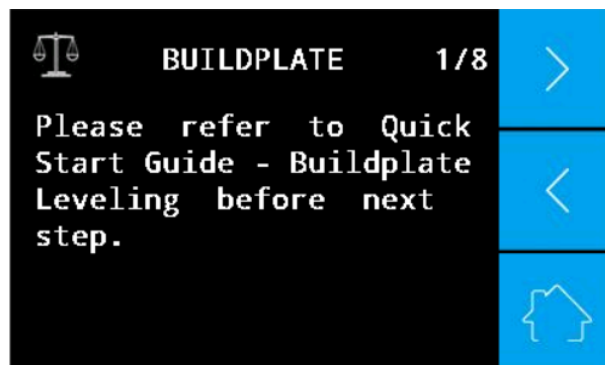 BUILDPLATE 1/8
Please refer to Quick
Start Guide - Buildplate
Leveling before next
step.